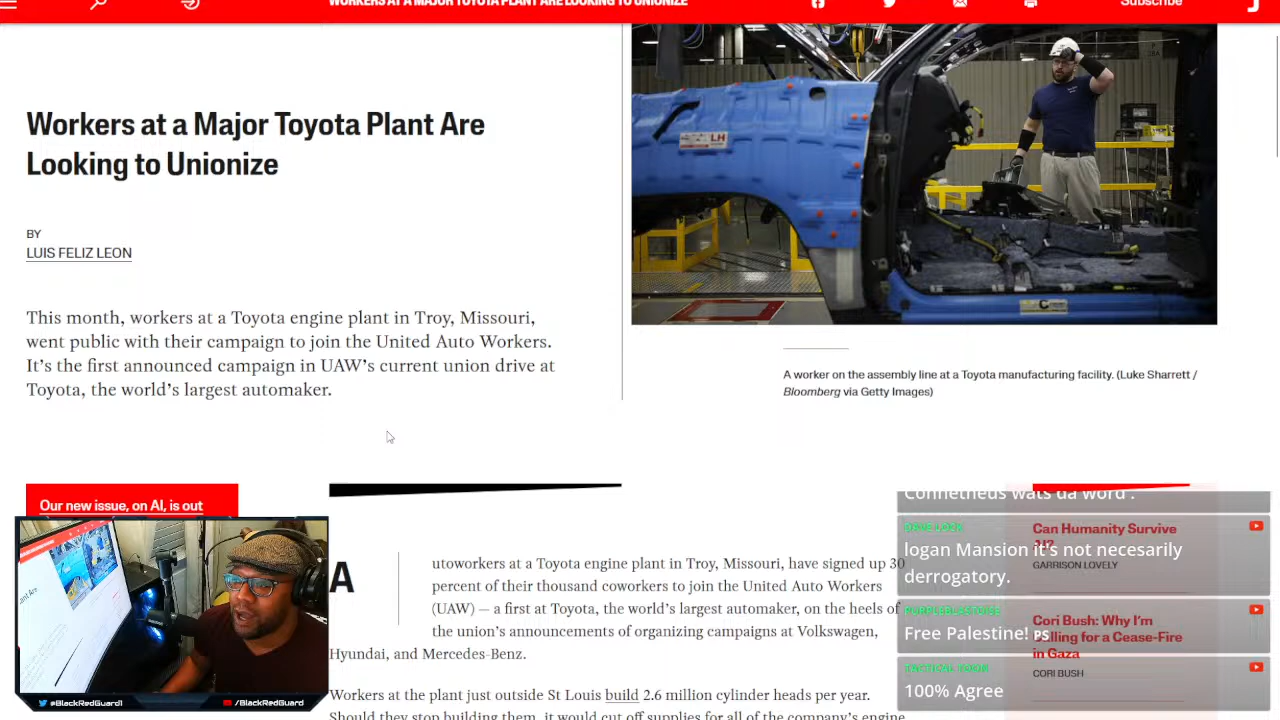 WORKERS AT A MAJOR TOYOTA PLANT ARE LOOKING TO UNIONIZE
Subscribe
Workers at a Major Toyota Plant Are
Looking to Unionize
BY
LUIS FELIZ LEON
This month, workers at a Toyota engine plant in Troy, Missouri,
went public with their campaign to join the United Auto Workers.
It’s the first announced campaign in UAW’s current union drive at
Toyota, the world’s largest automaker.
LH
A worker on the assembly line at a Toyota manufacturing facility. (Luke Sharrett /
Bloomberg via Getty Images)
Our new issue, on AI, is out
A
utoworkers at a Toyota engine plant in Troy, Missouri, have signed up 30
percent of their thousand coworkers to join the United Auto Workers
(UAW) — a first at Toyota, the world’s largest automaker, on the heels of
the union’s announcements of organizing campaigns at Volkswagen,
Hyundai, and Mercedes-Benz.
Workers at the plant just outside St Louis build 2.6 million cylinder heads per year.
Should they stop building them, it would cut off supplies for all of the company’s engine
Connetheus wats da word .
DAVE LOCK
logan Mansion it's not necesarily
derrogatory.
PURPLEBLASTOISE
Free Palestine! PS
TACTICAL TOON
100% Agree
Can Humanity Survive
AI?
GARRISON LOVELY
Cori Bush: Why I’m
Calling for a Cease-Fire
in Gaza
CORI BUSH
@BlackRedGuard1
/BlackRedGuard